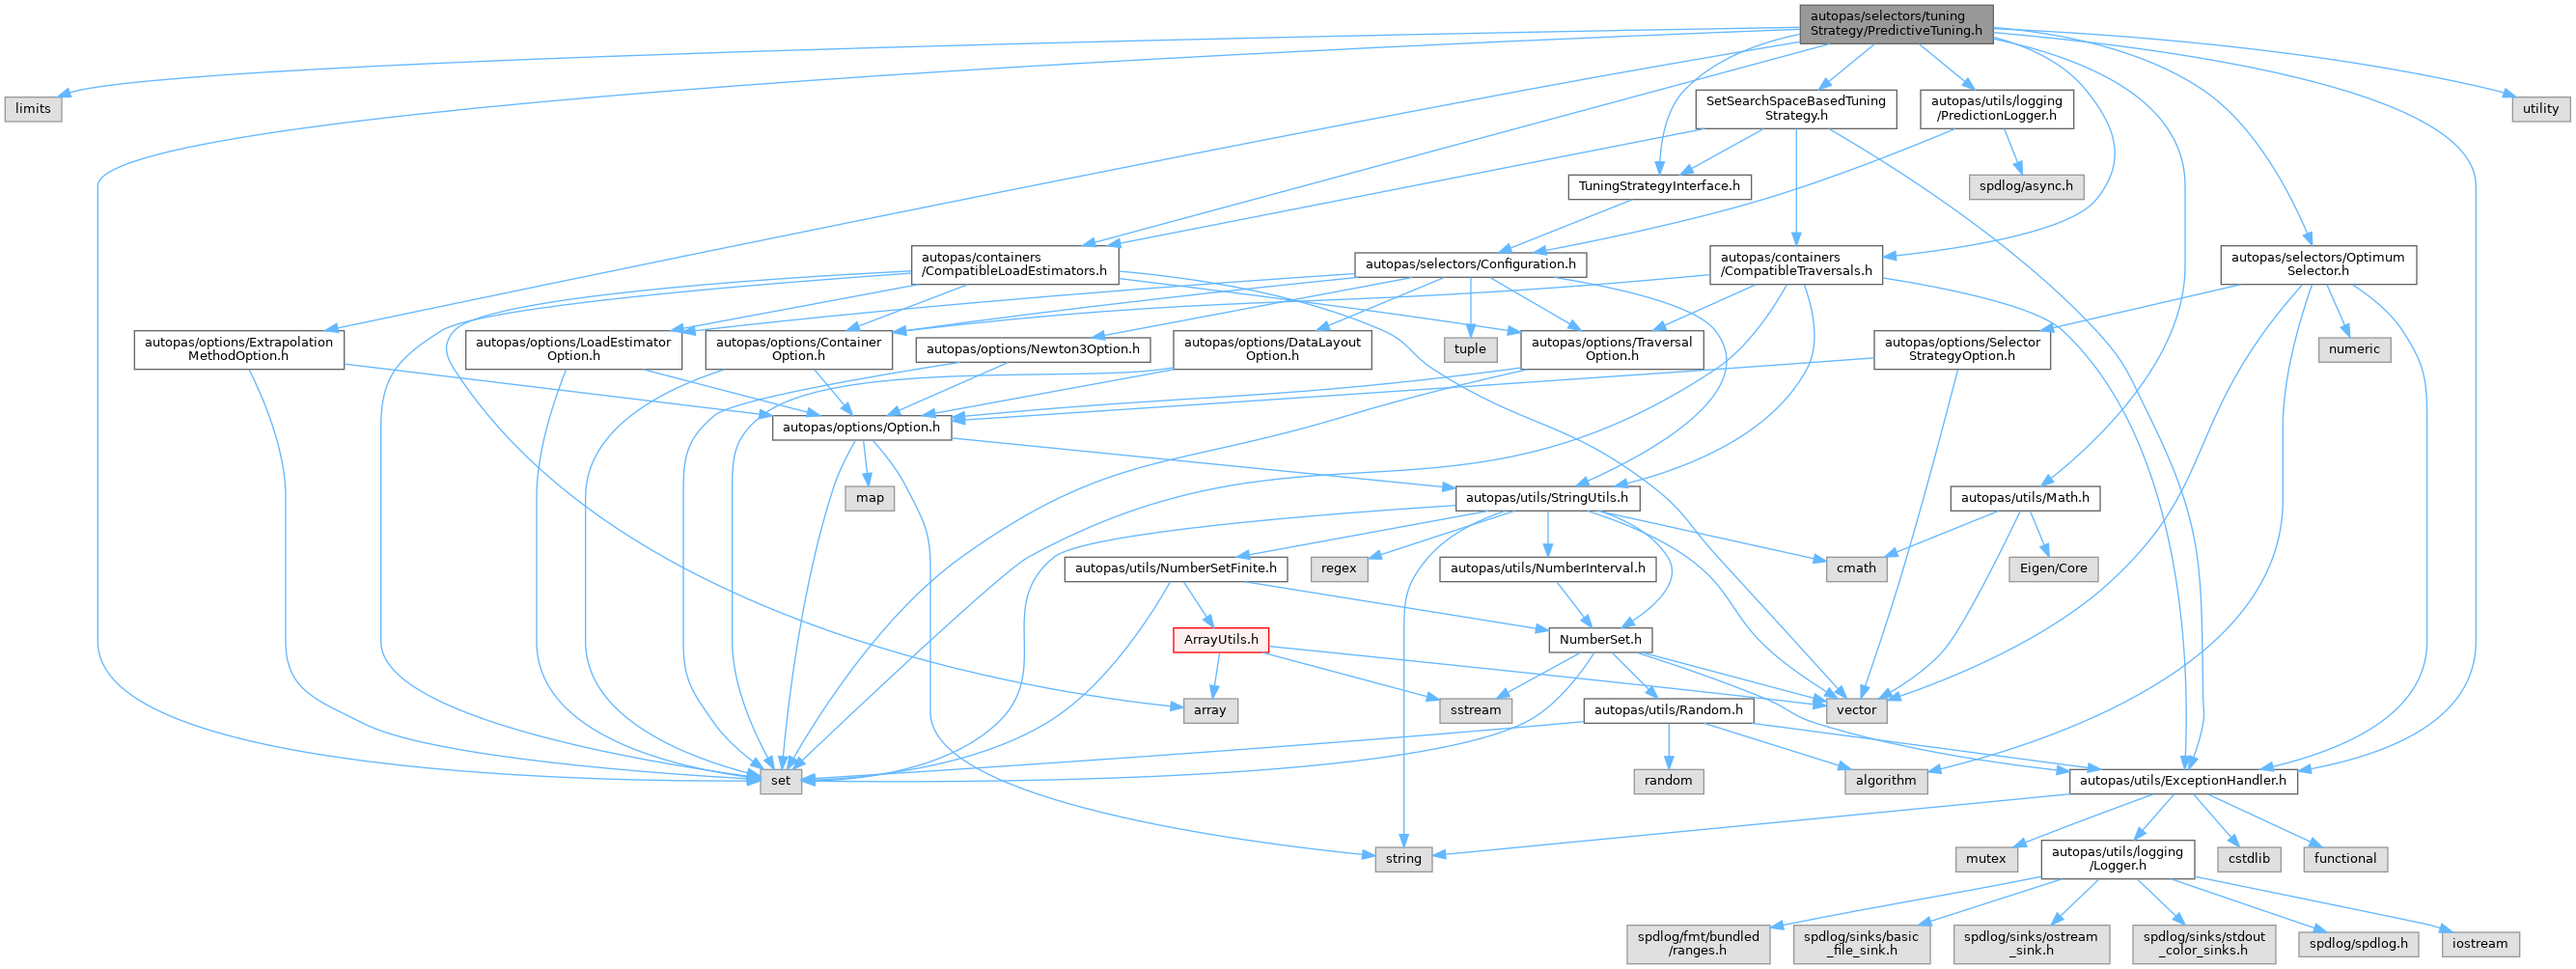 autopas/selectors/tuning
Strategy/PredictiveTuning.h
limits
SetSearchSpaceBasedTuning
Strategy.h
autopas/utils/logging
/PredictionLogger.h
utility
TuningStrategyInterface.h
spdlog/async.h
autopas/containers
/CompatibleLoadEstimators.h
autopas/selectors/Configuration.h
autopas/containers
/CompatibleTraversals.h
autopas/selectors/Optimum
Selector.h
autopas/options/Extrapolation
MethodOption.h
autopas/options/LoadEstimator
Option.h
autopas/options/Container
Option.h
autopas/options/Newton3Option.h
autopas/options/DataLayout
Option.h
tuple
autopas/options/Traversal
Option.h
autopas/options/Selector
StrategyOption.h
numeric
autopas/options/Option.h
map
autopas/utils/StringUtils.h
autopas/utils/Math.h
autopas/utils/NumberSetFinite.h
regex
autopas/utils/NumberInterval.h
cmath
Eigen/Core
ArrayUtils.h
NumberSet.h
array
sstream
autopas/utils/Random.h
vector
set
random
algorithm
autopas/utils/ExceptionHandler.h
string
mutex
autopas/utils/logging
/Logger.h
cstdlib
functional
spdlog/fmt/bundled
/ranges.h
spdlog/sinks/basic
_file_sink.h
spdlog/sinks/ostream
_sink.h
spdlog/sinks/stdout
_color_sinks.h
spdlog/spdlog.h
iostream